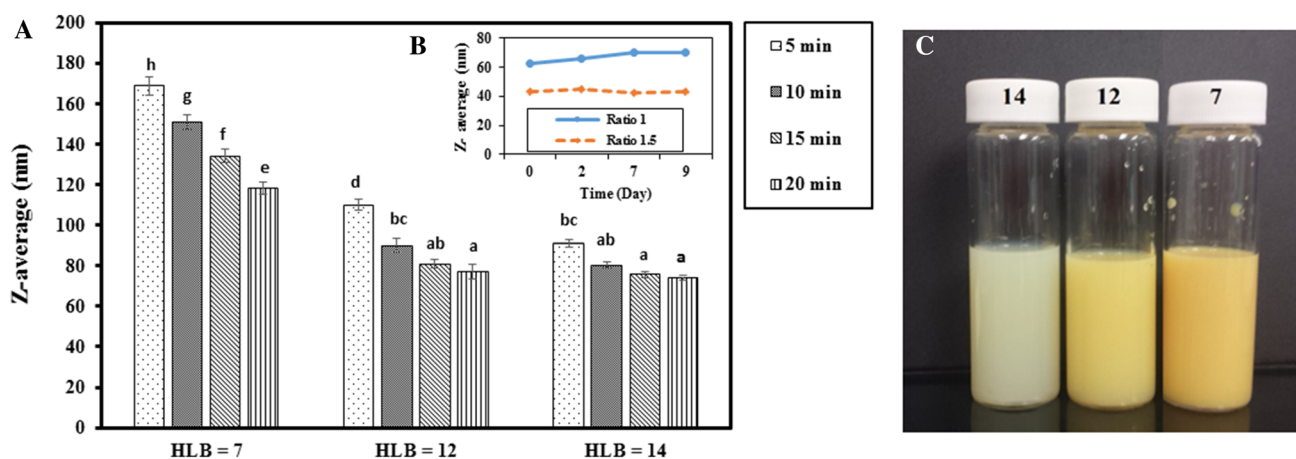 A
Z-average (nm)
200
180
160
140
120
100
80
60
40
20
0
h
g
f
e
d
bc
ab
a
bc
ab
a
a
HLB = 7
HLB = 12
HLB = 14
B
Z- average (nm)
80
60
40
20
0
Ratio 1
Ratio 1.5
0 2 7 9
Time (Day)
5 min
10 min
15 min
20 min
C
14 12 7